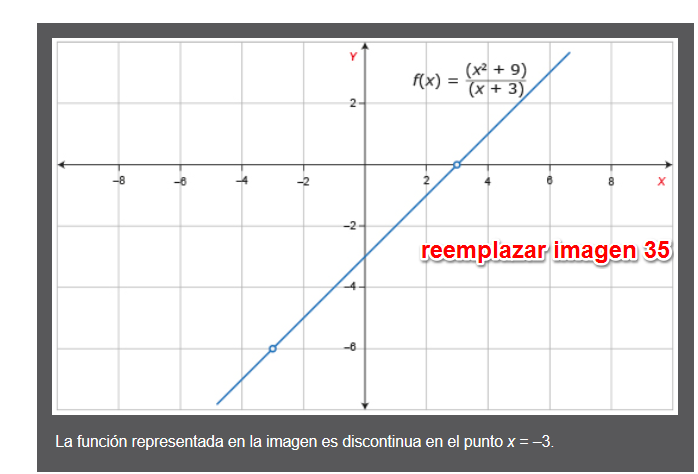 Y
f(x) = (x² + 9)
(x + 3)
2
-8 -6 -4 -2 2 4 6 8 X
-2
reemplazar imagen 35
-4
-6
La función representada en la imagen es discontinua en el punto x = –3.